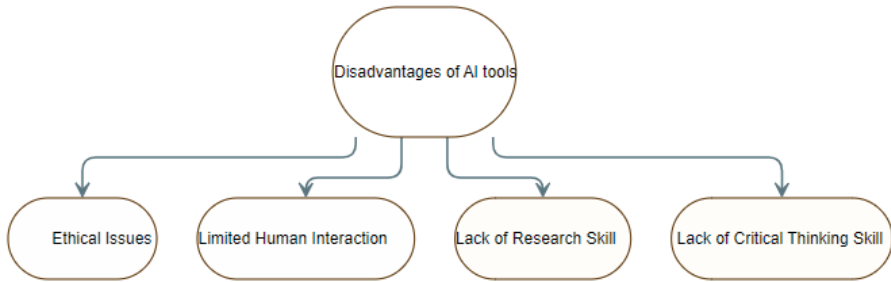 Disadvantages of AI tools
Ethical Issues
Limited Human Interaction
Lack of Research Skill
Lack of Critical Thinking Skill